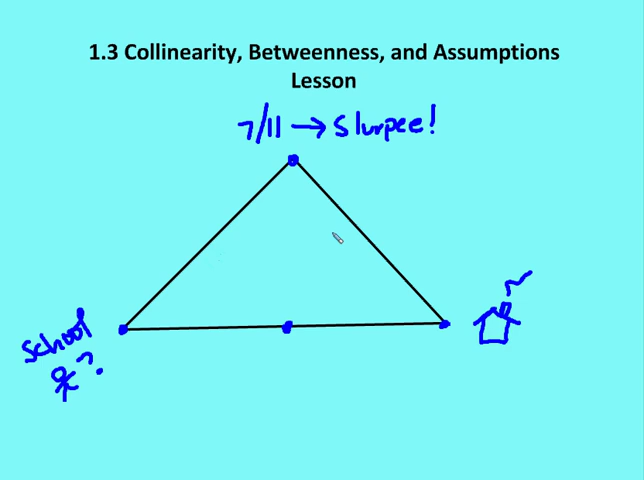 1.3 Collinearity, Betweenness, and Assumptions
Lesson
7/11 → Slurpee!
School
?